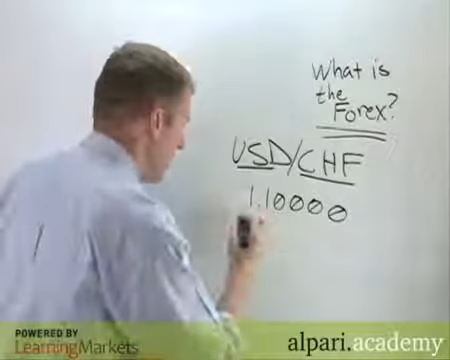 What is
the
Forex?
USD/CHF
1.10000
POWERED BY
LearningMarkets
alpari.academy